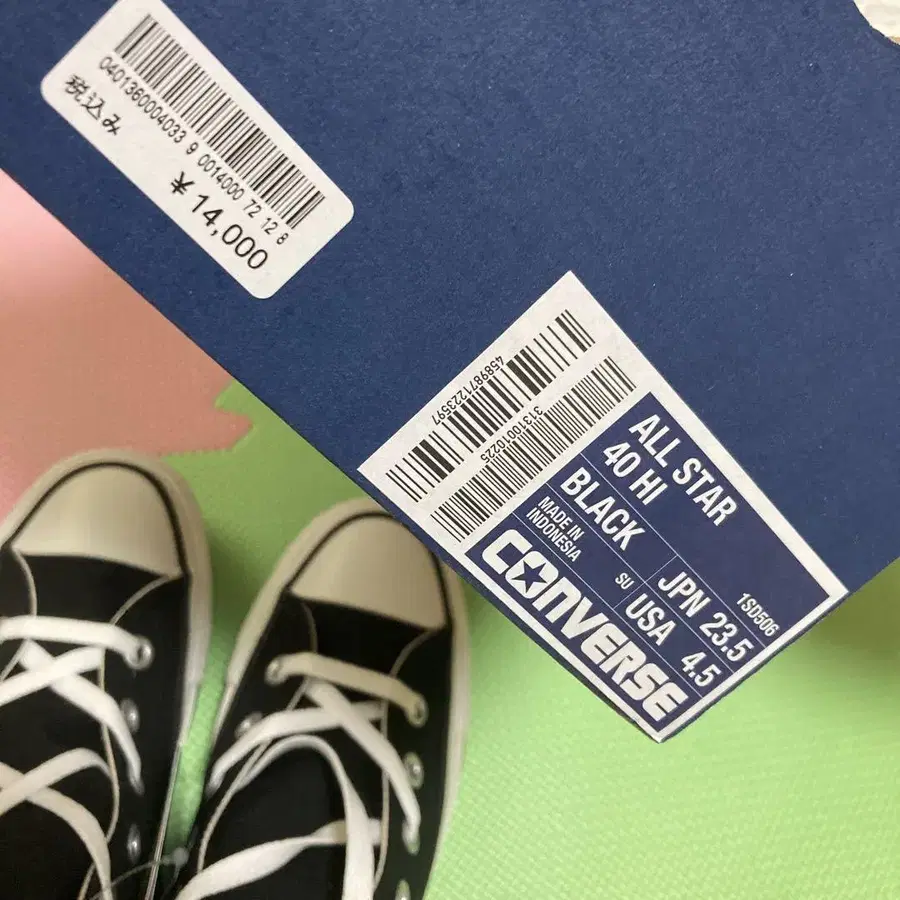 0401360004033 9 0014000 72 12 8
税込み
¥ 14,000
4589871223597
31310010225
ALL STAR
40 HI
BLACK
MADE IN
INDONESIA
SU
1SD506
JPN 23.5
USA 4.5
CONVERSE